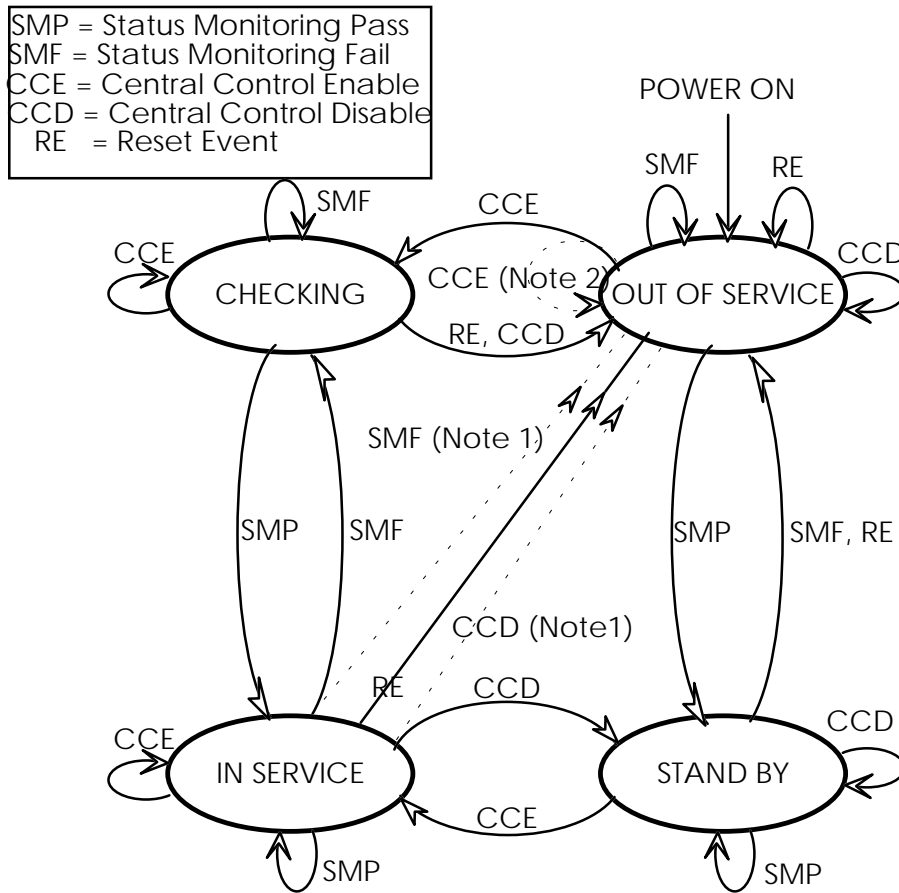 SMP = Status Monitoring Pass
SMF = Status Monitoring Fail
CCE = Central Control Enable
CCD = Central Control Disable
RE = Reset Event
POWER ON
SMF
SMF
RE
CCE
CCE
CCD
CHECKING
CCE (Note 2)
OUT OF SERVICE
RE, CCD
SMF (Note 1)
SMP
SMF
SMP
SMF, RE
CCD (Note1)
RE
CCD
CCE
CCD
IN SERVICE
STAND BY
CCE
SMP
SMP